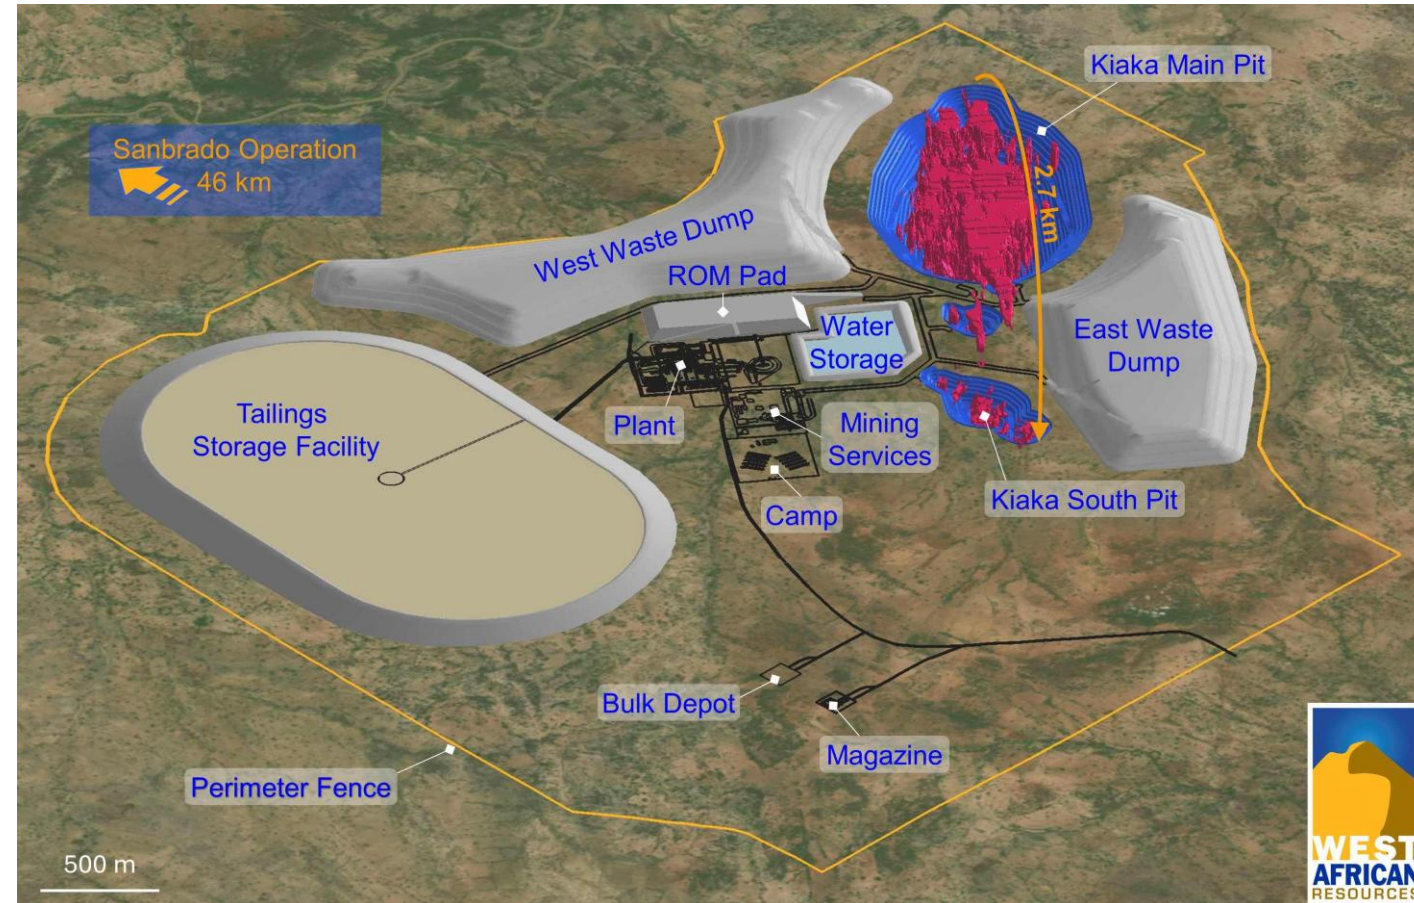 Kiaka Main Pit
Sanbrado Operation
46 km
2.7 km
West Waste Dump
ROM Pad
Water
Storage
East Waste
Dump
Tailings
Storage Facility
Plant
Mining
Services
Kiaka South Pit
Camp
Bulk Depot
Magazine
Perimeter Fence
500 m
WEST
AFRICAN
RESOURCES